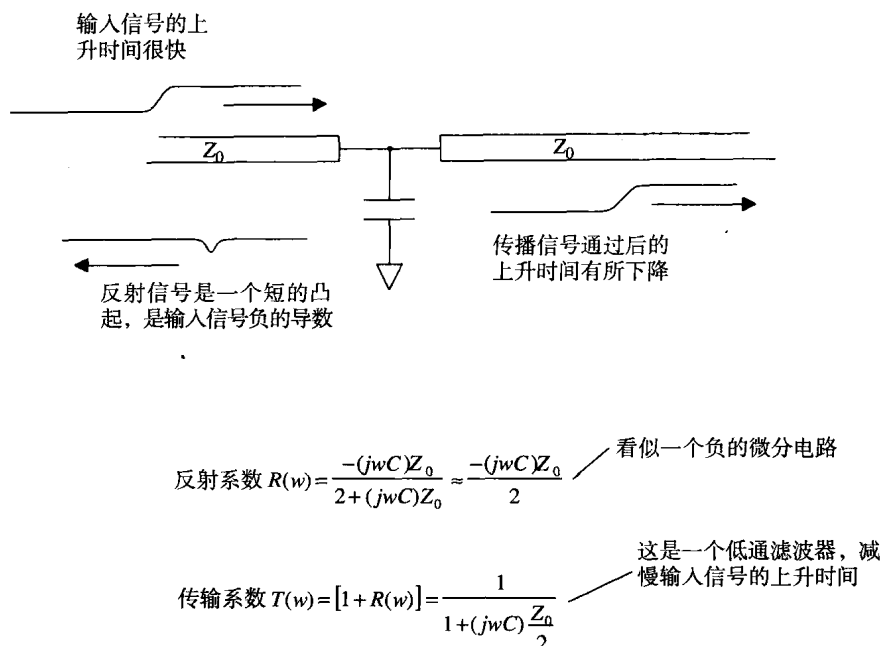 输入信号的上
升时间很快
Z₀
Z₀
传播信号通过后的
上升时间有所下降
反射信号是一个短的凸
起，是输入信号负的导数
反射系数 R(w)=\frac{-(jwC)Z₀}{2+(jwC)Z₀}≈\frac{-(jwC)Z₀}{2}
看似一个负的微分电路
这是一个低通滤波器，减
慢输入信号的上升时间
传输系数 T(w)=[1+R(w)]=\frac{1}{1+(jwC)\frac{Z₀}{2}}